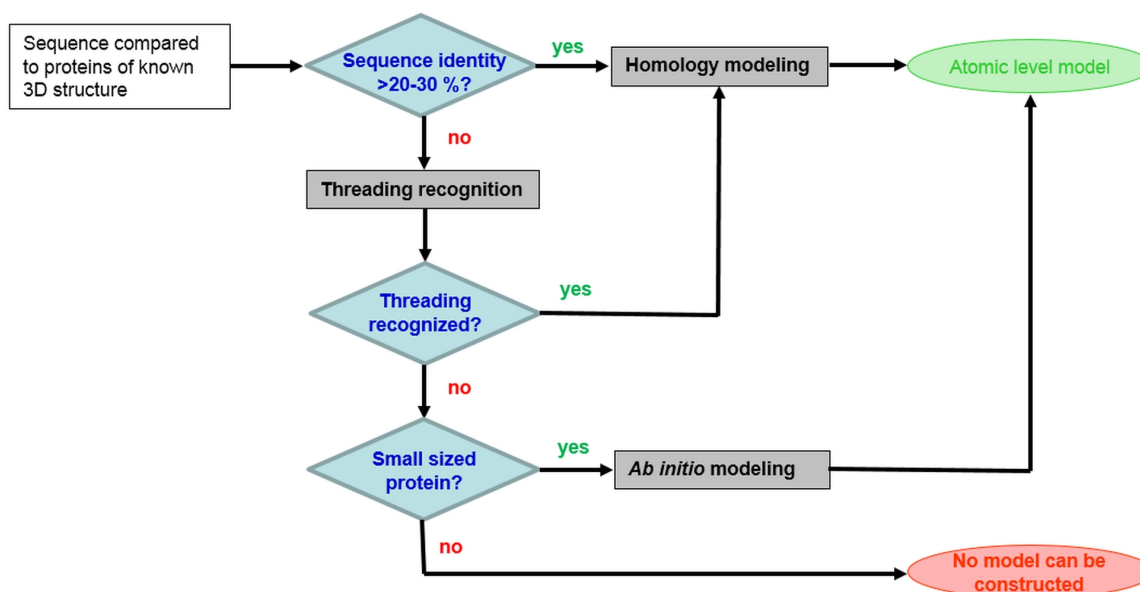 Sequence compared
to proteins of known
3D structure
Sequence identity
>20-30 %?
yes
Homology modeling
Atomic level model
no
Threading recognition
Threading
recognized?
yes
no
Small sized
protein?
yes
Ab initio modeling
no
No model can be
constructed